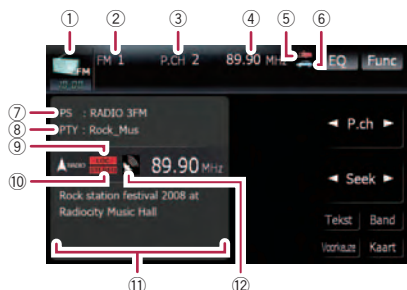 ① ② ③ ④ ⑤ ⑥
FM
FM 1 P.CH 2 89.90 MHz EQ Func
⑦ PS : RADIO 3FM
⑧ PTY : Rock_Mus
◄ P.ch ►
⑨
RADIO 89.90 MHz
⑩
Rock station festival 2008 at
Radiocity Music Hall
◄ Seek ►
Tekst Band
Voorkeuze Kaart
⑪ ⑫